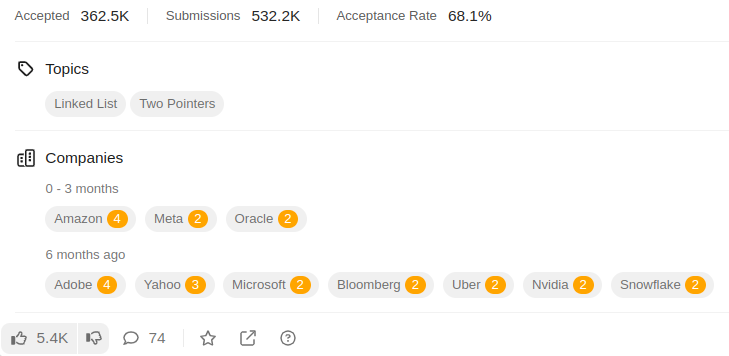 Accepted 362.5K Submissions 532.2K Acceptance Rate 68.1%
Topics
Linked List Two Pointers
Companies
0 - 3 months
Amazon 4 Meta 2 Oracle 2
6 months ago
Adobe 4 Yahoo 3 Microsoft 2 Bloomberg 2 Uber 2 Nvidia 2 Snowflake 2
5.4K 74